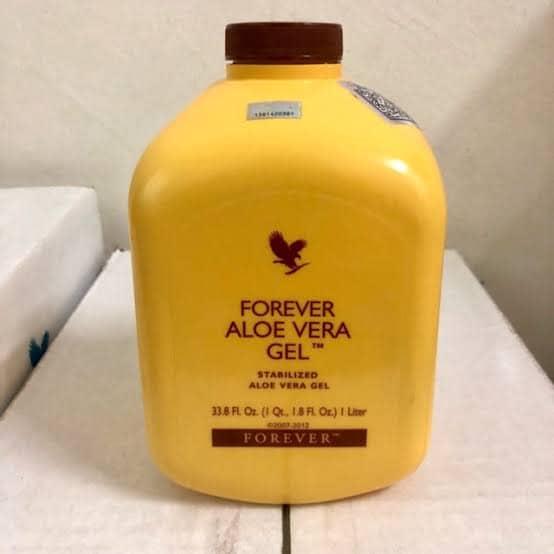 FOREVER
ALOE VERA
GEL™
STABILIZED
ALOE VERA GEL
33.8 Fl. Oz. (1 Qt., 1.8 Fl. Oz.) 1 Liter
©2007-2012
FOREVER™